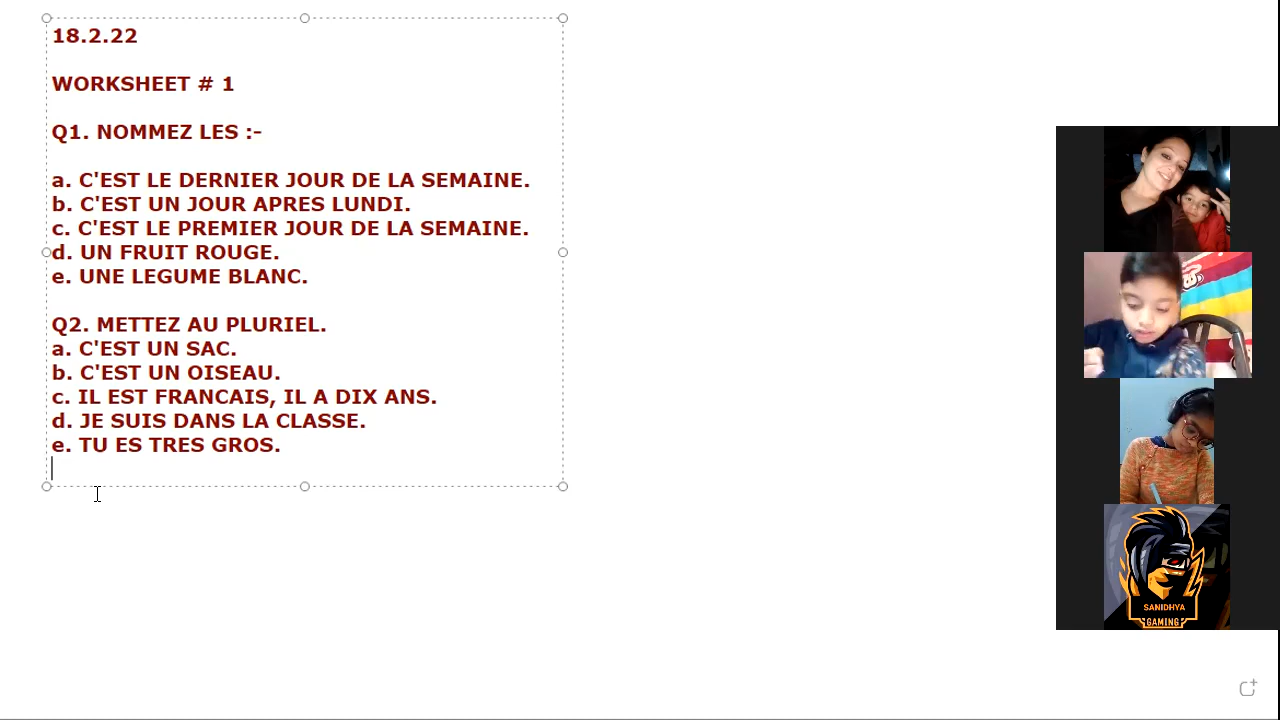 18.2.22
WORKSHEET # 1
Q1. NOMMEZ LES :-
a. C'EST LE DERNIER JOUR DE LA SEMAINE.
b. C'EST UN JOUR APRES LUNDI.
c. C'EST LE PREMIER JOUR DE LA SEMAINE.
d. UN FRUIT ROUGE.
e. UNE LEGUME BLANC.
Q2. METTEZ AU PLURIEL.
a. C'EST UN SAC.
b. C'EST UN OISEAU.
c. IL EST FRANCAIS, IL A DIX ANS.
d. JE SUIS DANS LA CLASSE.
e. TU ES TRES GROS.
SANIDHYA
GAMING